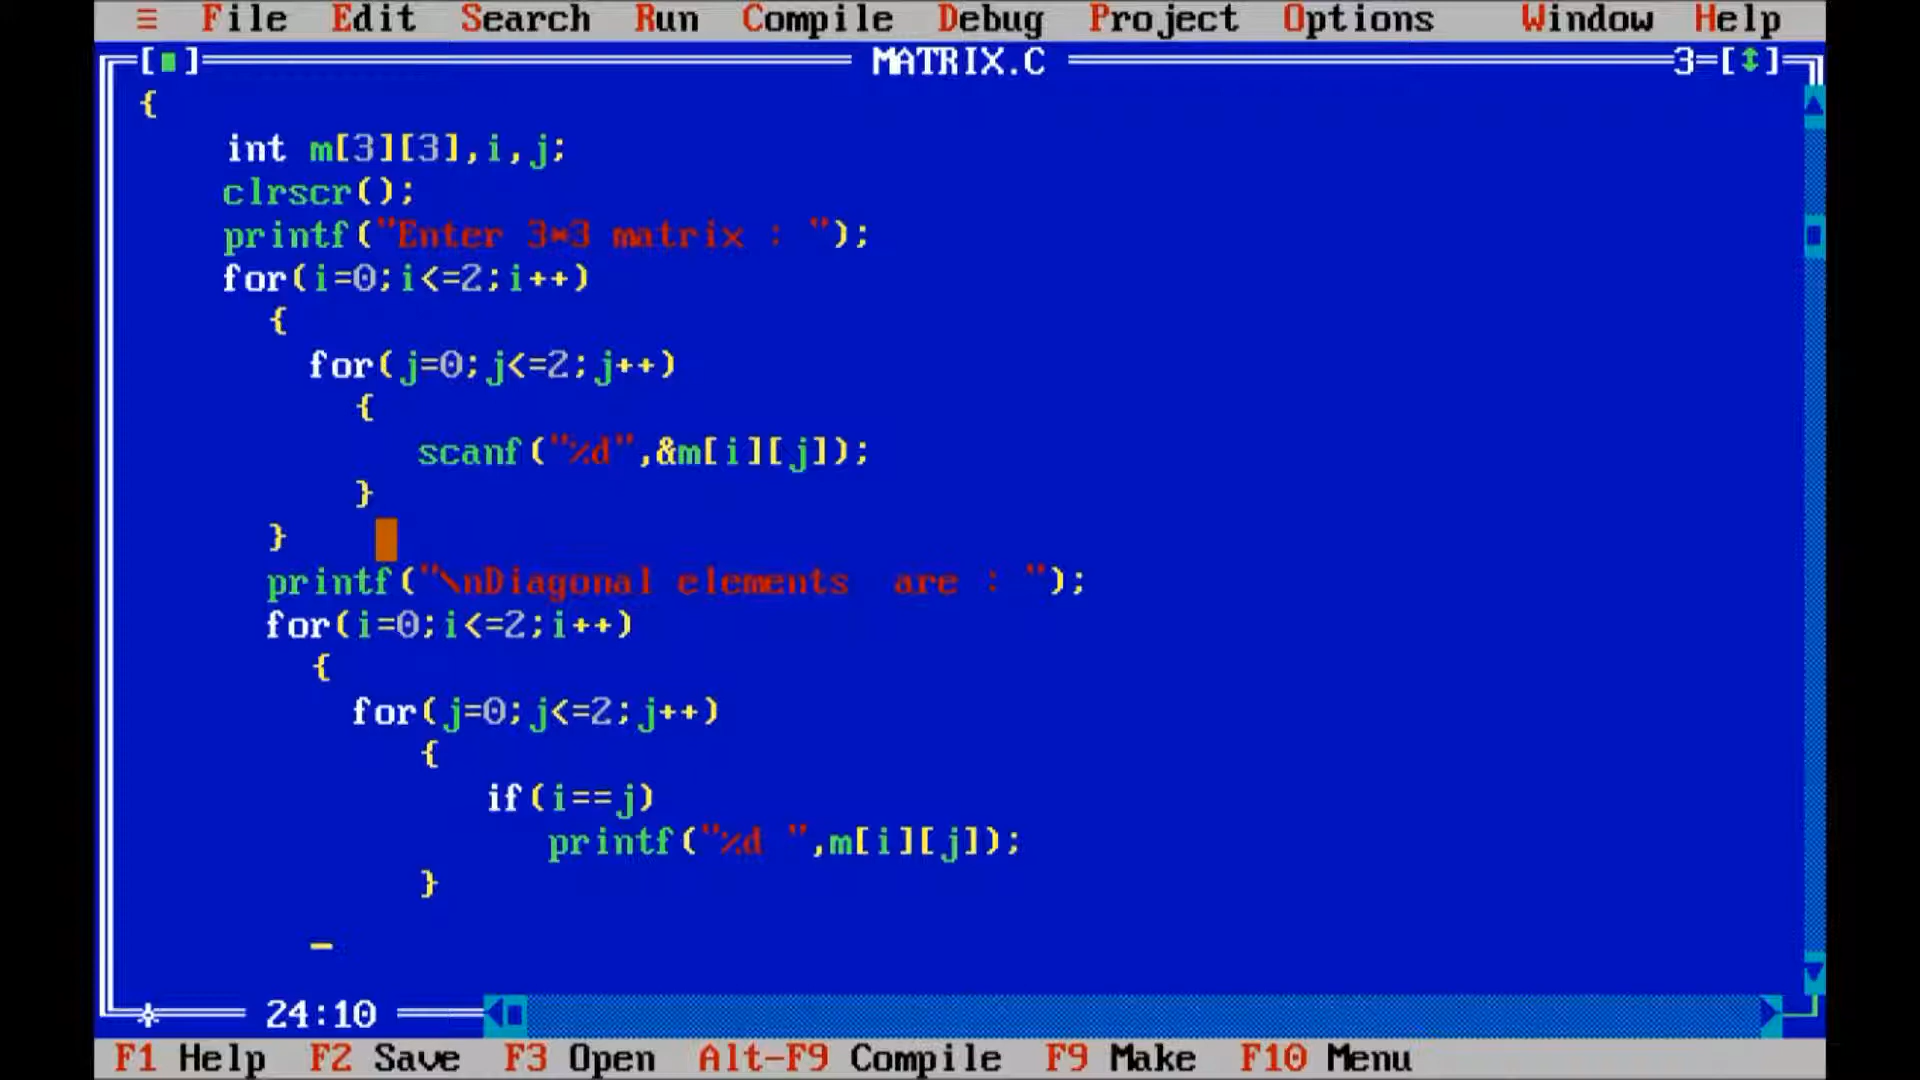 ≡ File Edit Search Run Compile Debug Project Options Window Help
[■] MATRIX.C 3=[↕]
{
int m[3][3],i,j;
clrscr();
printf("Enter 3*3 matrix : ");
for(i=0;i<=2;i++)
{
for(j=0;j<=2;j++)
{
scanf("%d",&m[i][j]);
}
}
printf("\nDiagonal elements  are : ");
for(i=0;i<=2;i++)
{
for(j=0;j<=2;j++)
{
if(i==j)
printf("%d ",m[i][j]);
}
_
* 24:10
F1 Help F2 Save F3 Open Alt-F9 Compile F9 Make F10 Menu